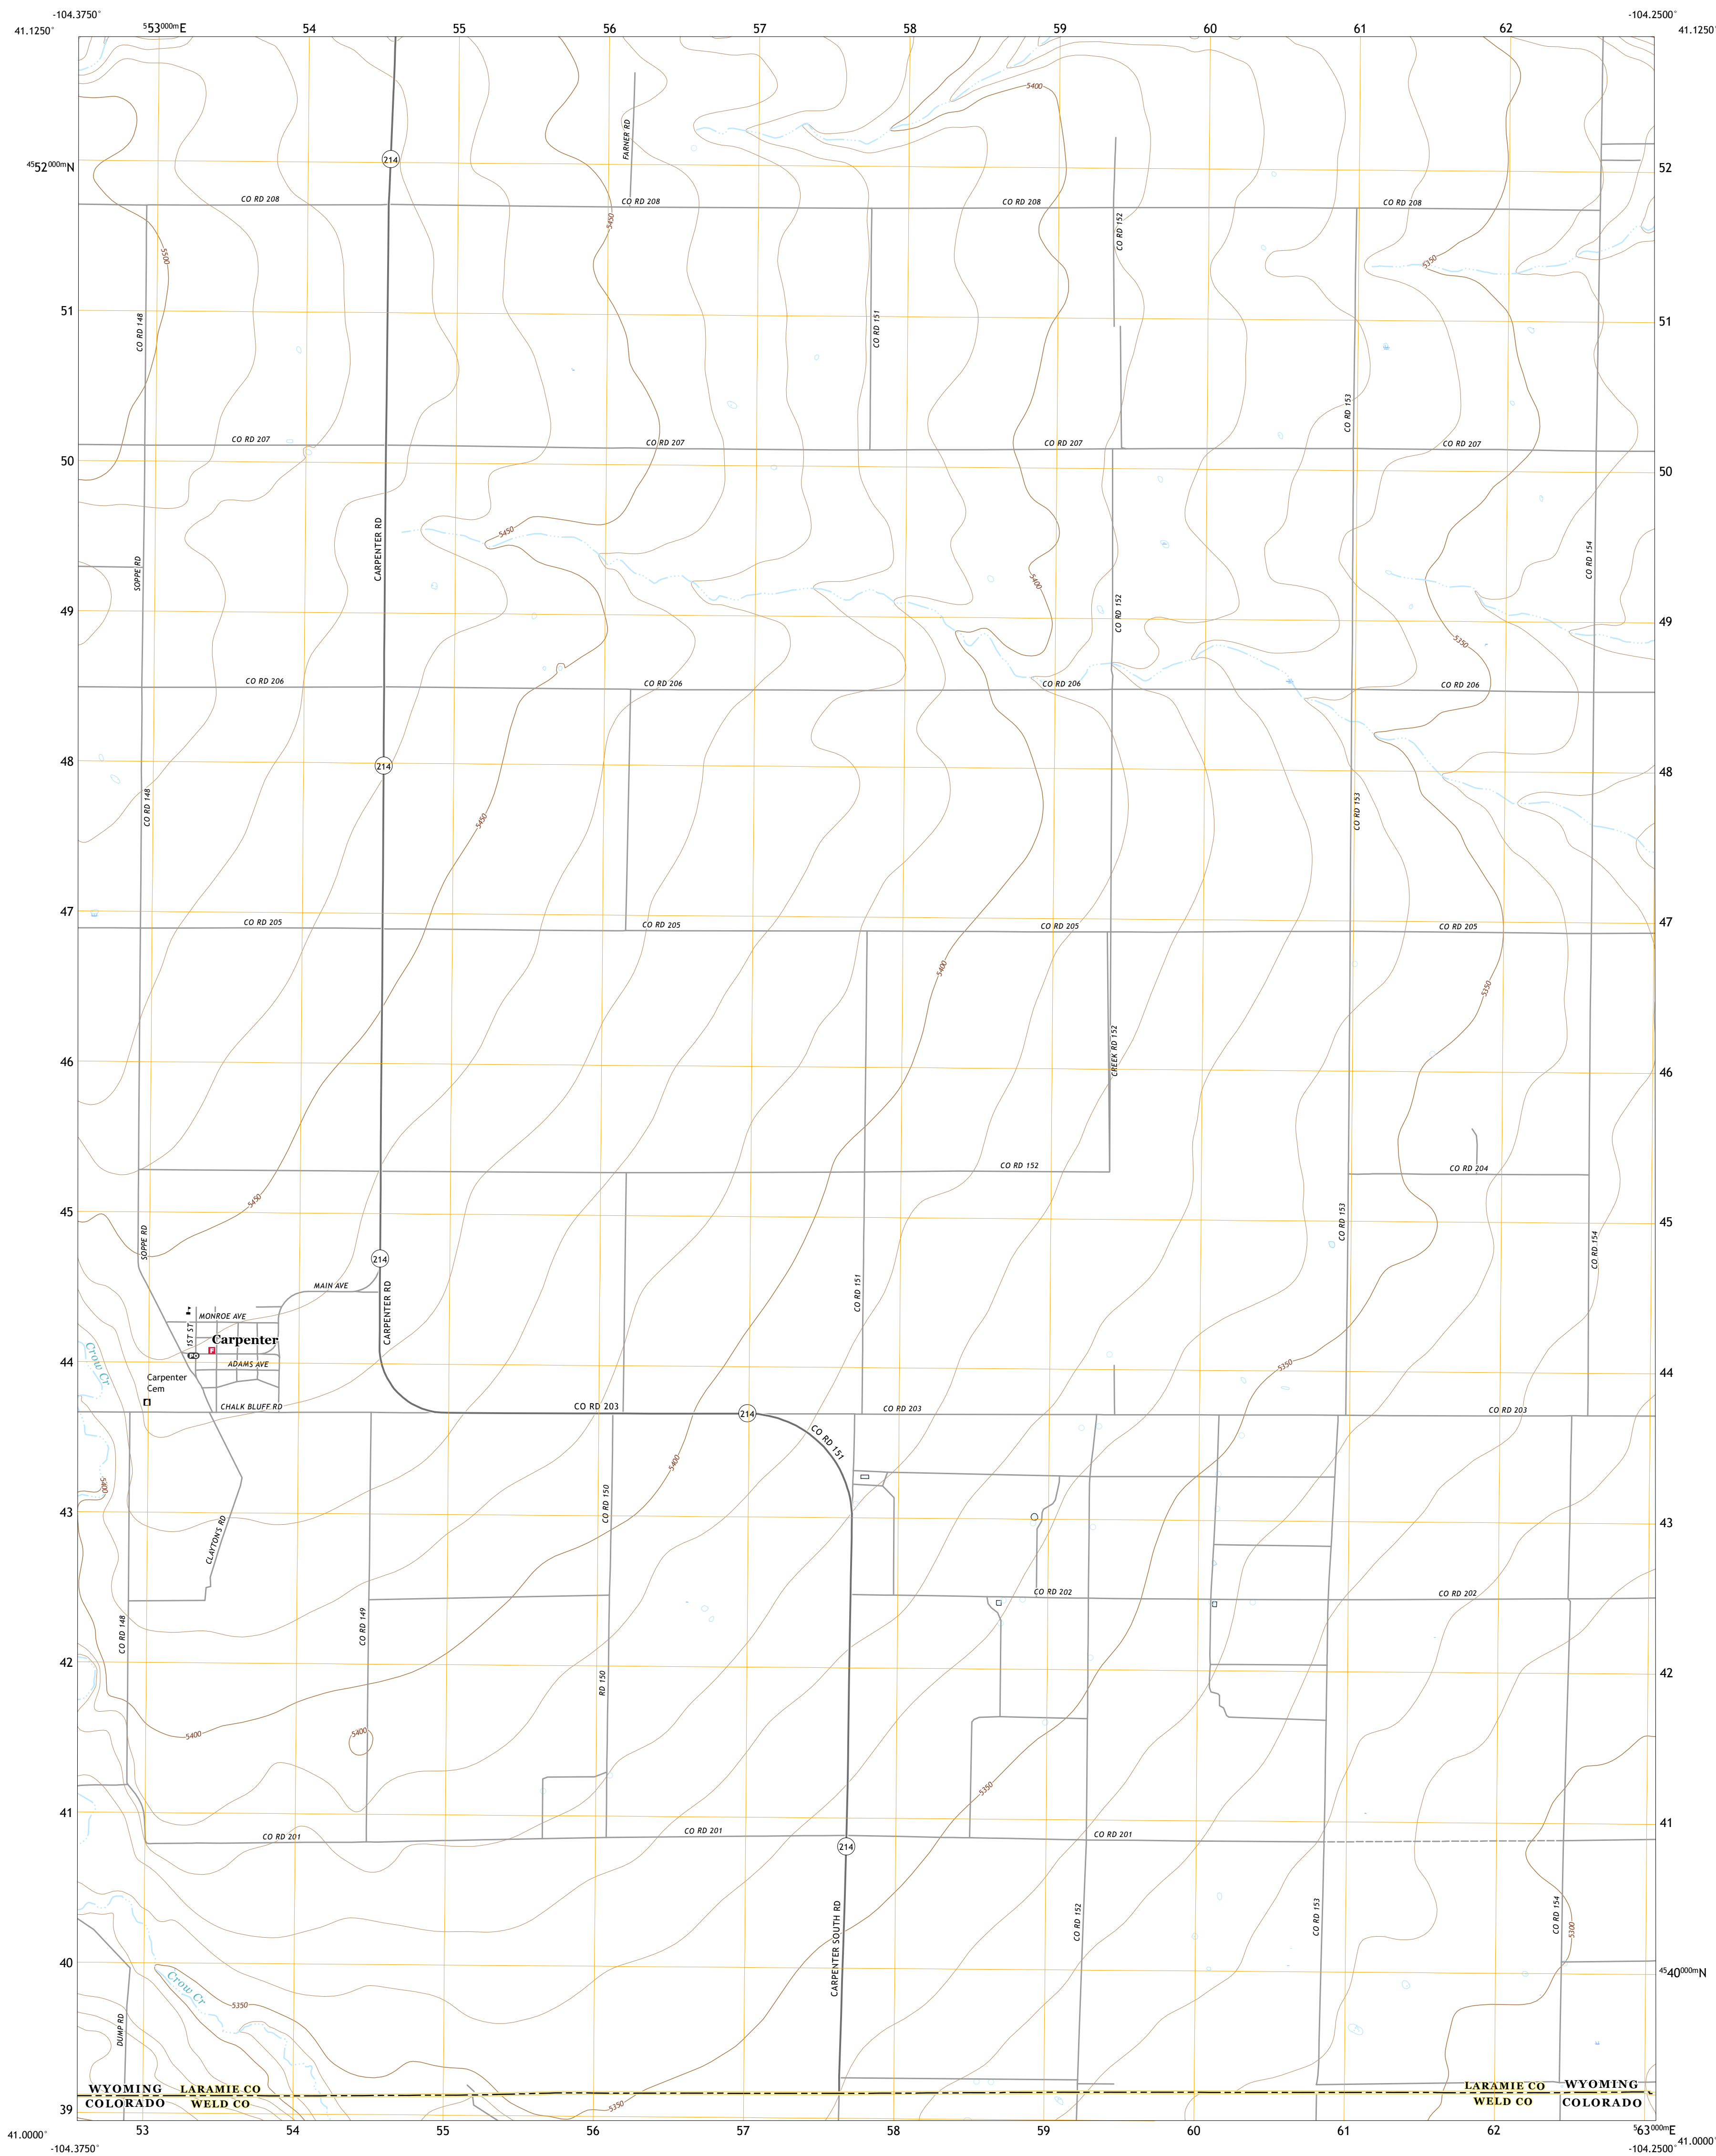 -104.3750°
-104.2500°
41.1250°
553000mE
54
55
56
57
58
59
60
61
62
41.1250°
5400
FARNER RD
214
4552000mN
52
CO RD 208
CO RD 208
CO RD 208
CO RD 208
5450
CO RD 152
5500
5350
51
51
CO RD 148
CO RD 151
CO RD 153
CO RD 207
CO RD 207
CO RD 207
CO RD 207
50
50
CARPENTER RD
5450
SOPPE RD
CO RD 154
5400
49
49
CO RD 152
5350
CO RD 206
CO RD 206
CO RD 206
CO RD 206
48
214
48
CO RD 148
5450
CO RD 153
47
47
CO RD 205
CO RD 205
CO RD 205
CO RD 205
5400
5350
46
46
CREEK RD 152
CO RD 152
CO RD 204
5450
45
45
SOPPE RD
CO RD 153
CO RD 154
214
MAIN AVE
CO RD 151
CARPENTER RD
MONROE AVE
1ST ST
Carpenter
F
PO
ADAMS AVE
44
44
Crow Cr
5350
Carpenter
Cem
CHALK BLUFF RD
CO RD 203
214
CO RD 203
CO RD 203
CO RD 151
5400
5400
43
43
CO RD 150
CLAYTON'S RD
CO RD 202
CO RD 202
CO RD 148
CO RD 149
42
42
RD 150
5400
5400
5350
41
41
CO RD 201
CO RD 201
CO RD 201
214
CARPENTER SOUTH RD
CO RD 152
CO RD 153
CO RD 154
5300
40
4540000mN
Crow Cr
5350
DUMP RD
WYOMING
LARAMIE CO
LARAMIE CO
WYOMING
COLORADO
WELD CO
WELD CO
COLORADO
5350
39
41.0000°
53
54
55
56
57
58
59
60
61
62
563000mE
41.0000°
-104.3750°
-104.2500°